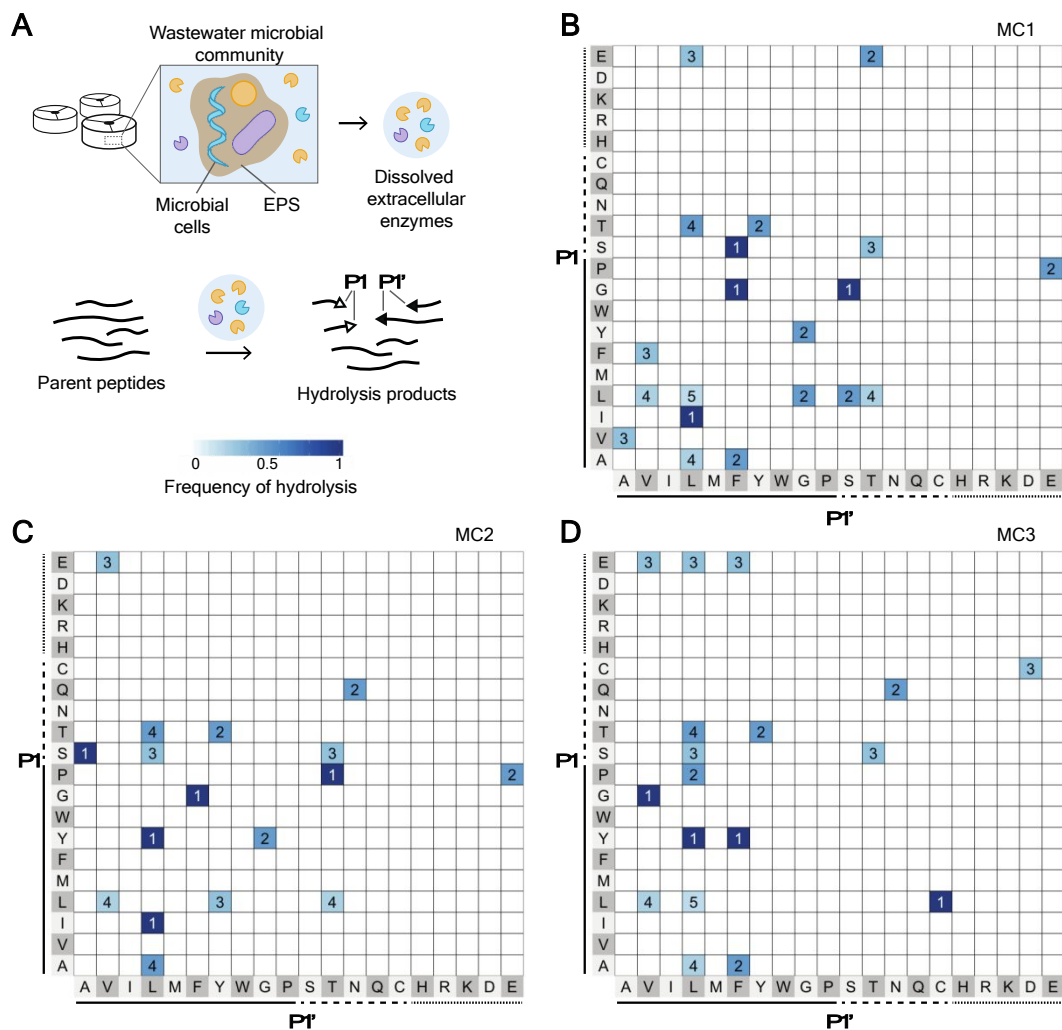 A
Wastewater microbial
community
Microbial
cells
EPS
Dissolved
extracellular
enzymes
P1 P1'
Parent peptides
Hydrolysis products
0 0.5 1
Frequency of hydrolysis
B
MC1
P1
E 3 2
D
K
R
H
C
Q
N
T 4 2
S 1 3
P 2
G 1 1
W
Y 2
F 3
M
L 4 5 2 2 4
I 1
V 3
A 4 2
A V I L M F Y W G P S T N Q C H R K D E
P1'
C
MC2
P1
E 3
D
K
R
H
C
Q 2
N
T 4 2
S 1 3 3
P 1 2
G 1
W
Y 1 2
F
M
L 4 3 4
I 1
V
A 4
A V I L M F Y W G P S T N Q C H R K D E
P1'
D
MC3
P1
E 3 3 3
D
K
R
H
C 3
Q 2
N
T 4 2
S 3 3
P 2
G 1
W
Y 1 1
F
M
L 4 5 1
I
V
A 4 2
A V I L M F Y W G P S T N Q C H R K D E
P1'